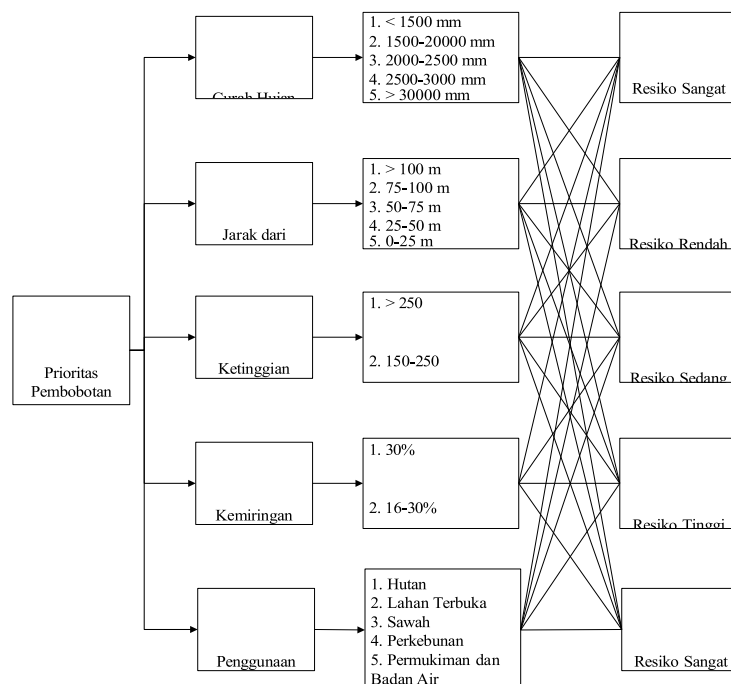 Curah Hujan
1. < 1500 mm
2. 1500-20000 mm
3. 2000-2500 mm
4. 2500-3000 mm
5. > 30000 mm
Resiko Sangat
Jarak dari
1. > 100 m
2. 75-100 m
3. 50-75 m
4. 25-50 m
5. 0-25 m
Resiko Rendah
Prioritas
Pembobotan
Ketinggian
1. > 250
2. 150-250
Resiko Sedang
Kemiringan
1. 30%
2. 16-30%
Resiko Tinggi
Penggunaan
1. Hutan
2. Lahan Terbuka
3. Sawah
4. Perkebunan
5. Permukiman dan
Badan Air
Resiko Sangat